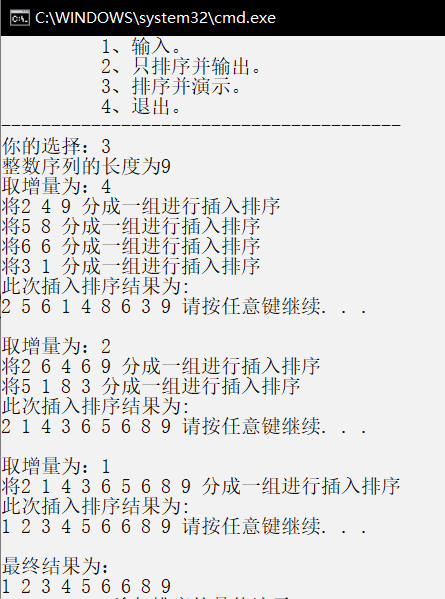 C:\WINDOWS\system32\cmd.exe
1、输入。
2、只排序并输出。
3、排序并演示。
4、退出。
----------------------------------------
你的选择：3
整数序列的长度为9
取增量为：4
将2 4 9 分成一组进行插入排序
将5 8 分成一组进行插入排序
将6 6 分成一组进行插入排序
将3 1 分成一组进行插入排序
此次插入排序结果为:
2 5 6 1 4 8 6 3 9 请按任意键继续. . .
取增量为：2
将2 6 4 6 9 分成一组进行插入排序
将5 1 8 3 分成一组进行插入排序
此次插入排序结果为:
2 1 4 3 6 5 6 8 9 请按任意键继续. . .
取增量为：1
将2 1 4 3 6 5 6 8 9 分成一组进行插入排序
此次插入排序结果为:
1 2 3 4 5 6 6 8 9 请按任意键继续. . .
最终结果为：
1 2 3 4 5 6 6 8 9